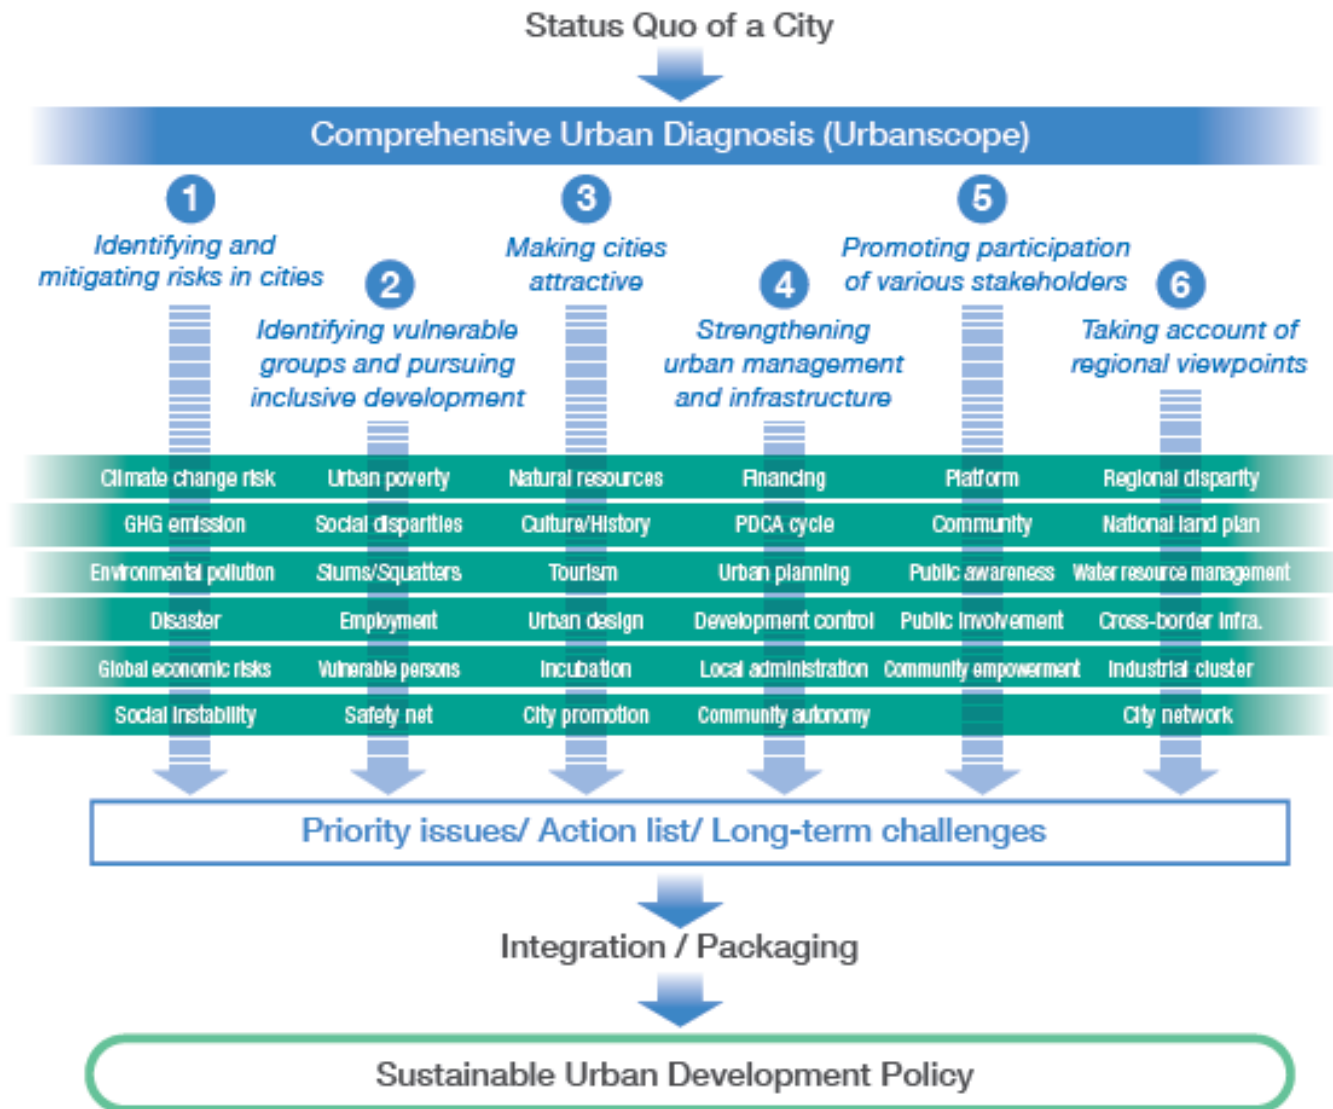 Status Quo of a City
Comprehensive Urban Diagnosis (Urbanscope)
1
Identifying and
mitigating risks in cities
2
Identifying vulnerable
groups and pursuing
inclusive development
3
Making cities
attractive
4
Strengthening
urban management
and infrastructure
5
Promoting participation
of various stakeholders
6
Taking account of
regional viewpoints
Climate change risk Urban poverty Natural resources Financing Platform Regional disparity
GHG emission Social disparities Culture/History PDCA cycle Community National land plan
Environmental pollution Slums/Squatters Tourism Urban planning Public awareness Water resource management
Disaster Employment Urban design Development control Public involvement Cross-border infra.
Global economic risks Vulnerable persons Incubation Local administration Community empowerment Industrial cluster
Social instability Safety net City promotion Community autonomy City network
Priority issues/ Action list/ Long-term challenges
Integration / Packaging
Sustainable Urban Development Policy